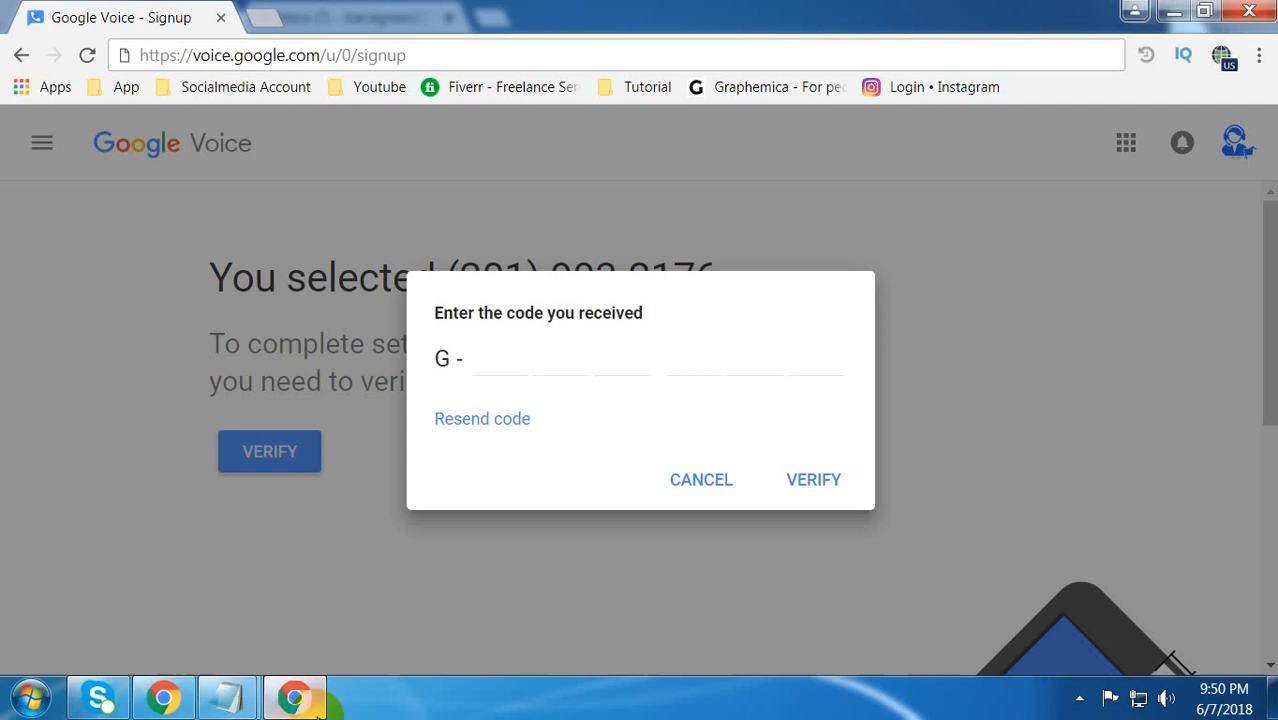 Google Voice - Signup
https://voice.google.com/u/0/signup
Apps App Socialmedia Account Youtube Fiverr - Freelance Ser Tutorial Graphemica - For pe Login • Instagram
US
Google Voice
You selected
To complete set
you need to veri
VERIFY
Enter the code you received
G -
Resend code
CANCEL VERIFY
9:50 PM
6/7/2018